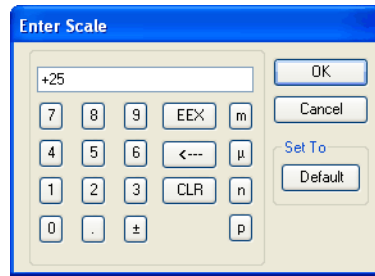 Enter Scale
+25
OK
7 8 9 EEX m
Cancel
4 5 6 <--- µ
Set To
1 2 3 CLR n
Default
0 . ± p